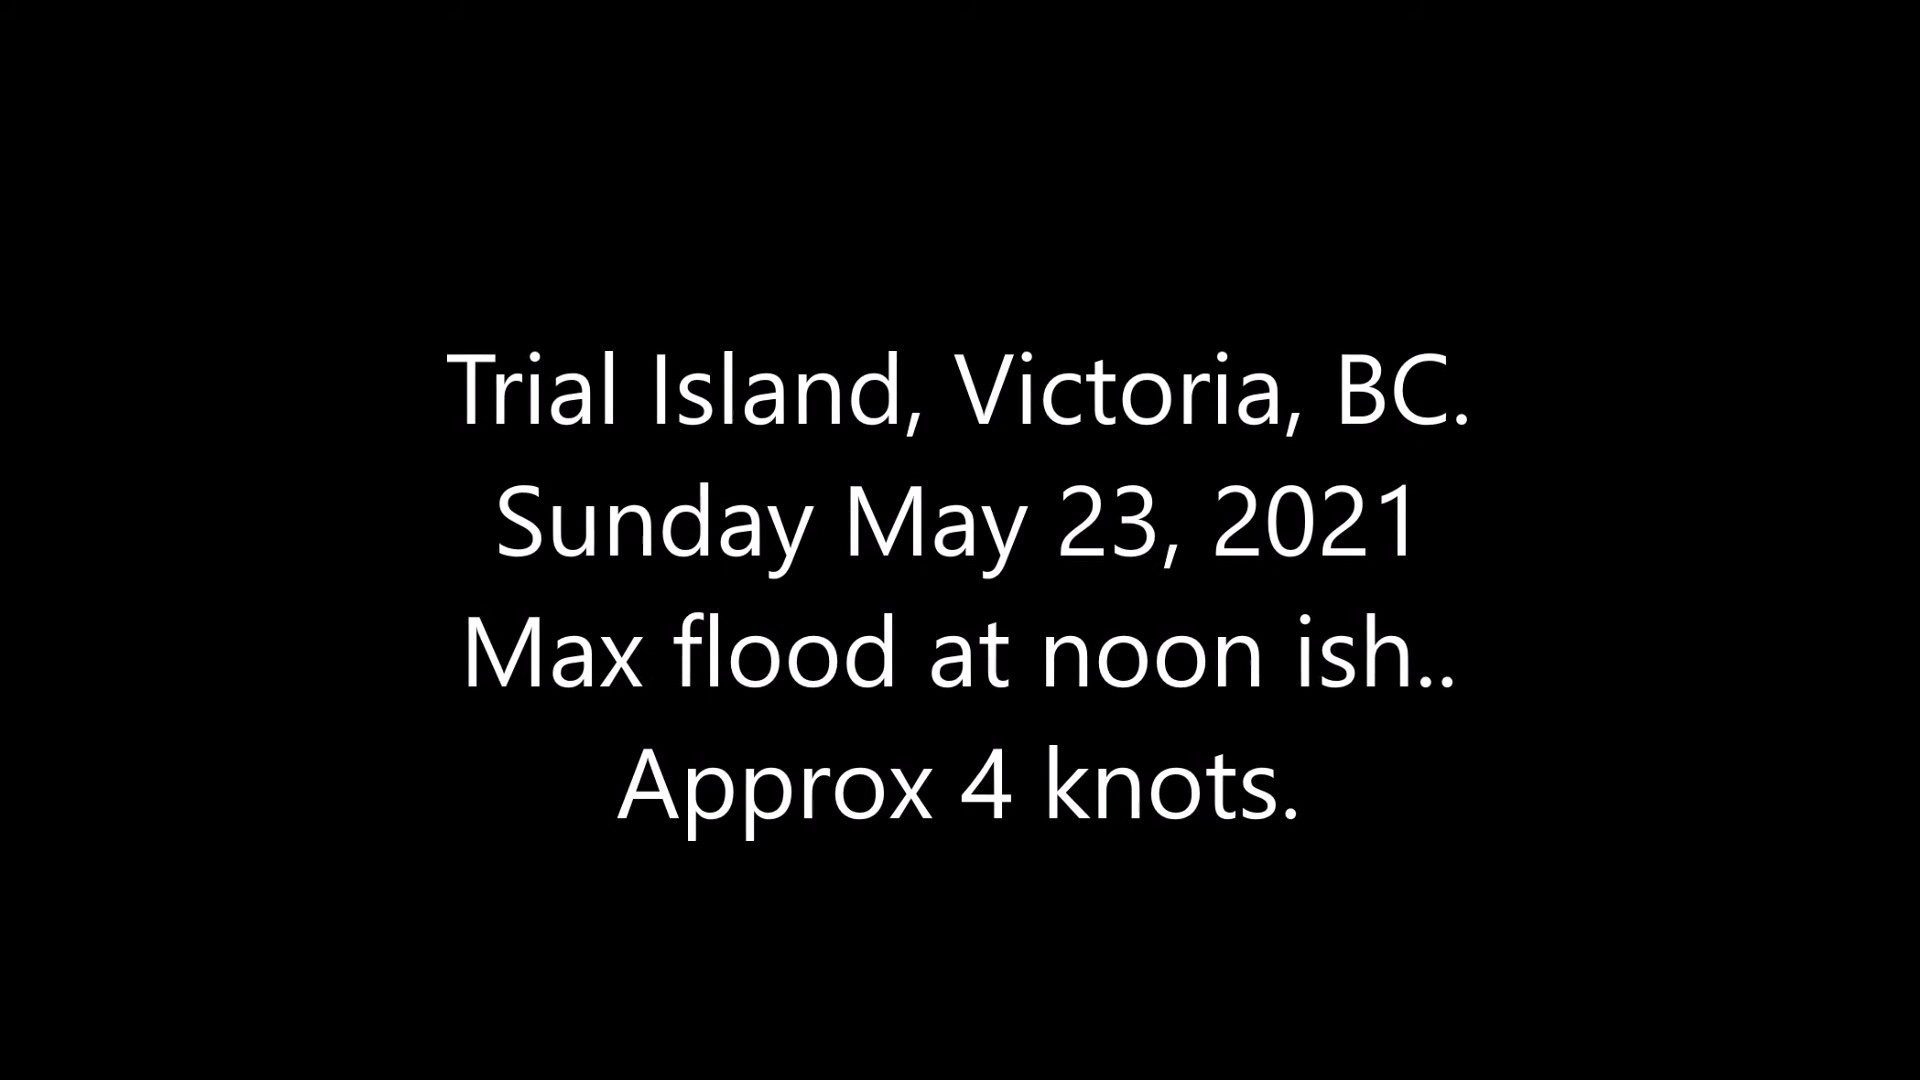 Trial Island, Victoria, BC.
Sunday May 23, 2021
Max flood at noon ish..
Approx 4 knots.